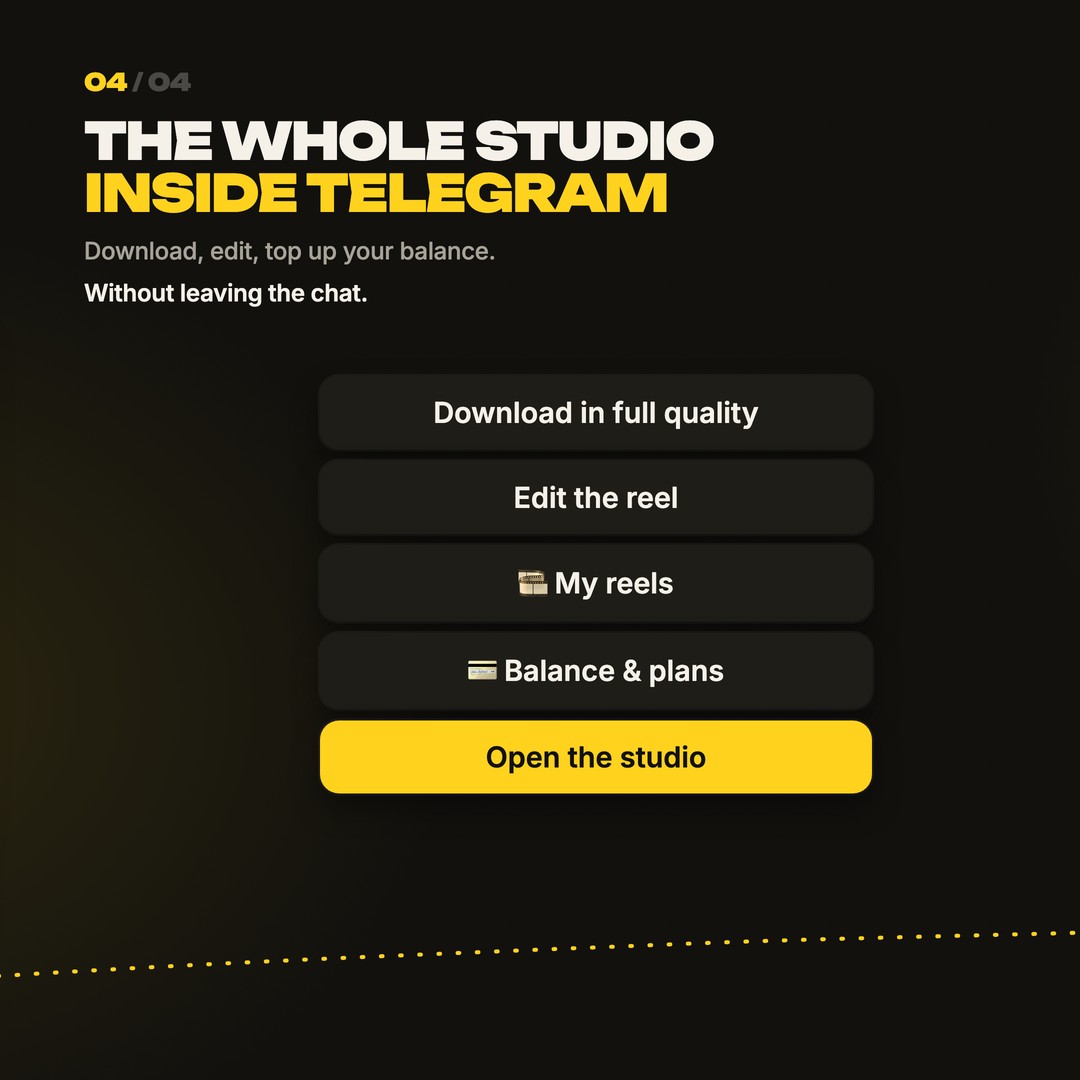 04 / 04
THE WHOLE STUDIO
INSIDE TELEGRAM
Download, edit, top up your balance.
Without leaving the chat.
Download in full quality
Edit the reel
My reels
Balance & plans
Open the studio